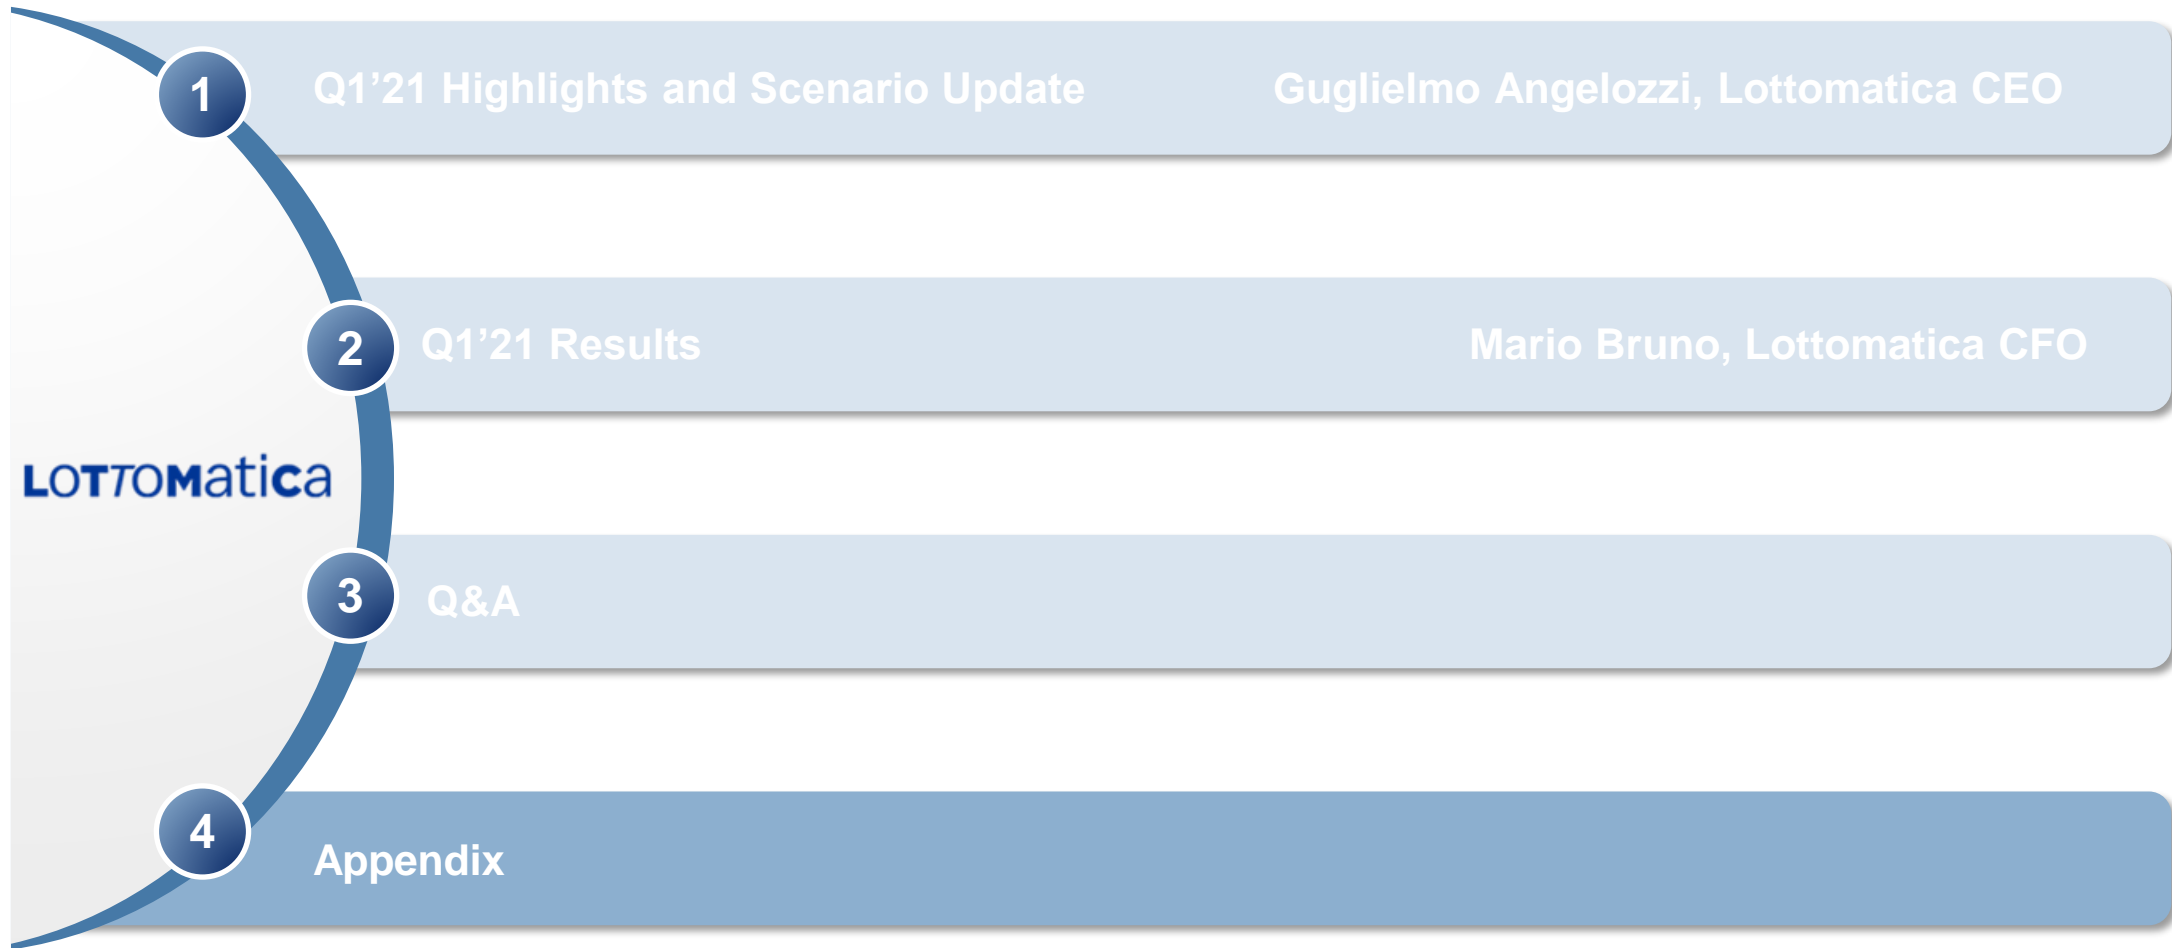 1
Q1’21 Highlights and Scenario Update
Guglielmo Angelozzi, Lottomatica CEO
2
Q1’21 Results
Mario Bruno, Lottomatica CFO
LOTTOMatica
3
Q&A
4
Appendix